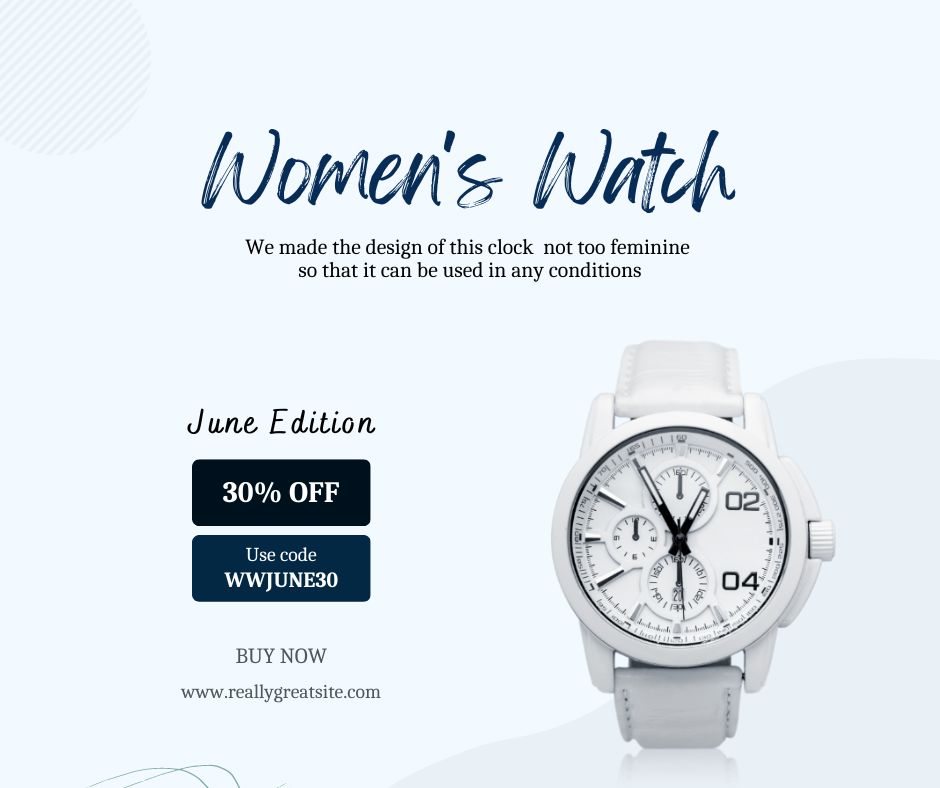 Women's Watch
We made the design of this clock  not too feminine
so that it can be used in any conditions
June Edition
30% OFF
Use code
WWJUNE30
BUY NOW
www.reallygreatsite.com
60
02
04